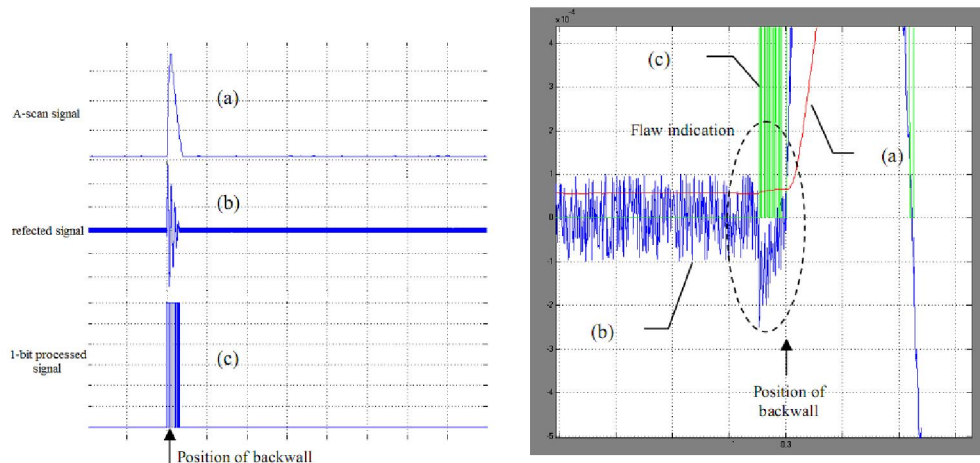 A-scan signal
(a)
refected signal
(b)
1-bit processed
signal
(c)
Position of backwall
×10⁻⁴
4
3
2
1
0
-1
-2
-3
-4
-5
(c)
Flaw indication
(a)
(b)
Position of
backwall
0.3